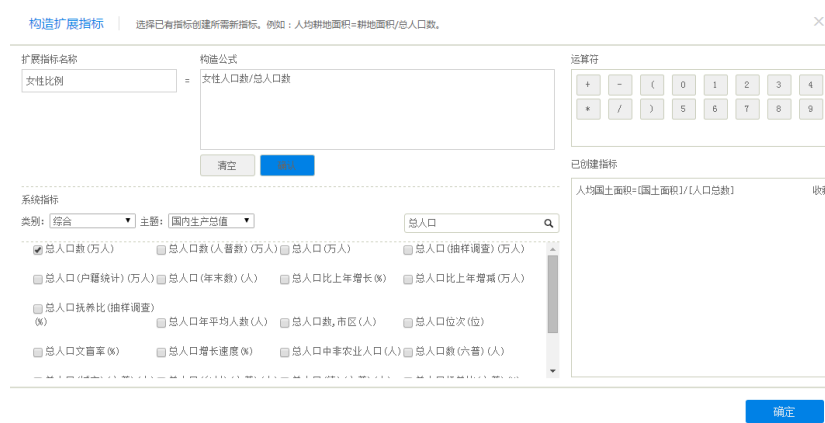 构造扩展指标
选择已有指标创建所需新指标。例如：人均耕地面积=耕地面积/总人口数。
扩展指标名称
构造公式
运算符
女性比例
=
女性人口数/总人口数
+ - ( 0 1 2 3 4
* / ) 5 6 7 8 9
清空
已创建指标
人均国土面积=[国土面积]/[人口总数]
系统指标
类别: 综合 主题: 国内生产总值
总人口
总人口数(万人) 总人口数(人普数)(万人) 总人口(万人) 总人口(抽样调查)(万人)
总人口(户籍统计)(万人) 总人口(年末数)(人) 总人口比上年增长(%) 总人口比上年增减(万人)
总人口抚养比(抽样调查)
(%) 总人口年平均人数(人) 总人口数,市区(人) 总人口位次(位)
总人口文盲率(%) 总人口增长速度(%) 总人口中非农业人口(人) 总人口数(六普)(人)
确定